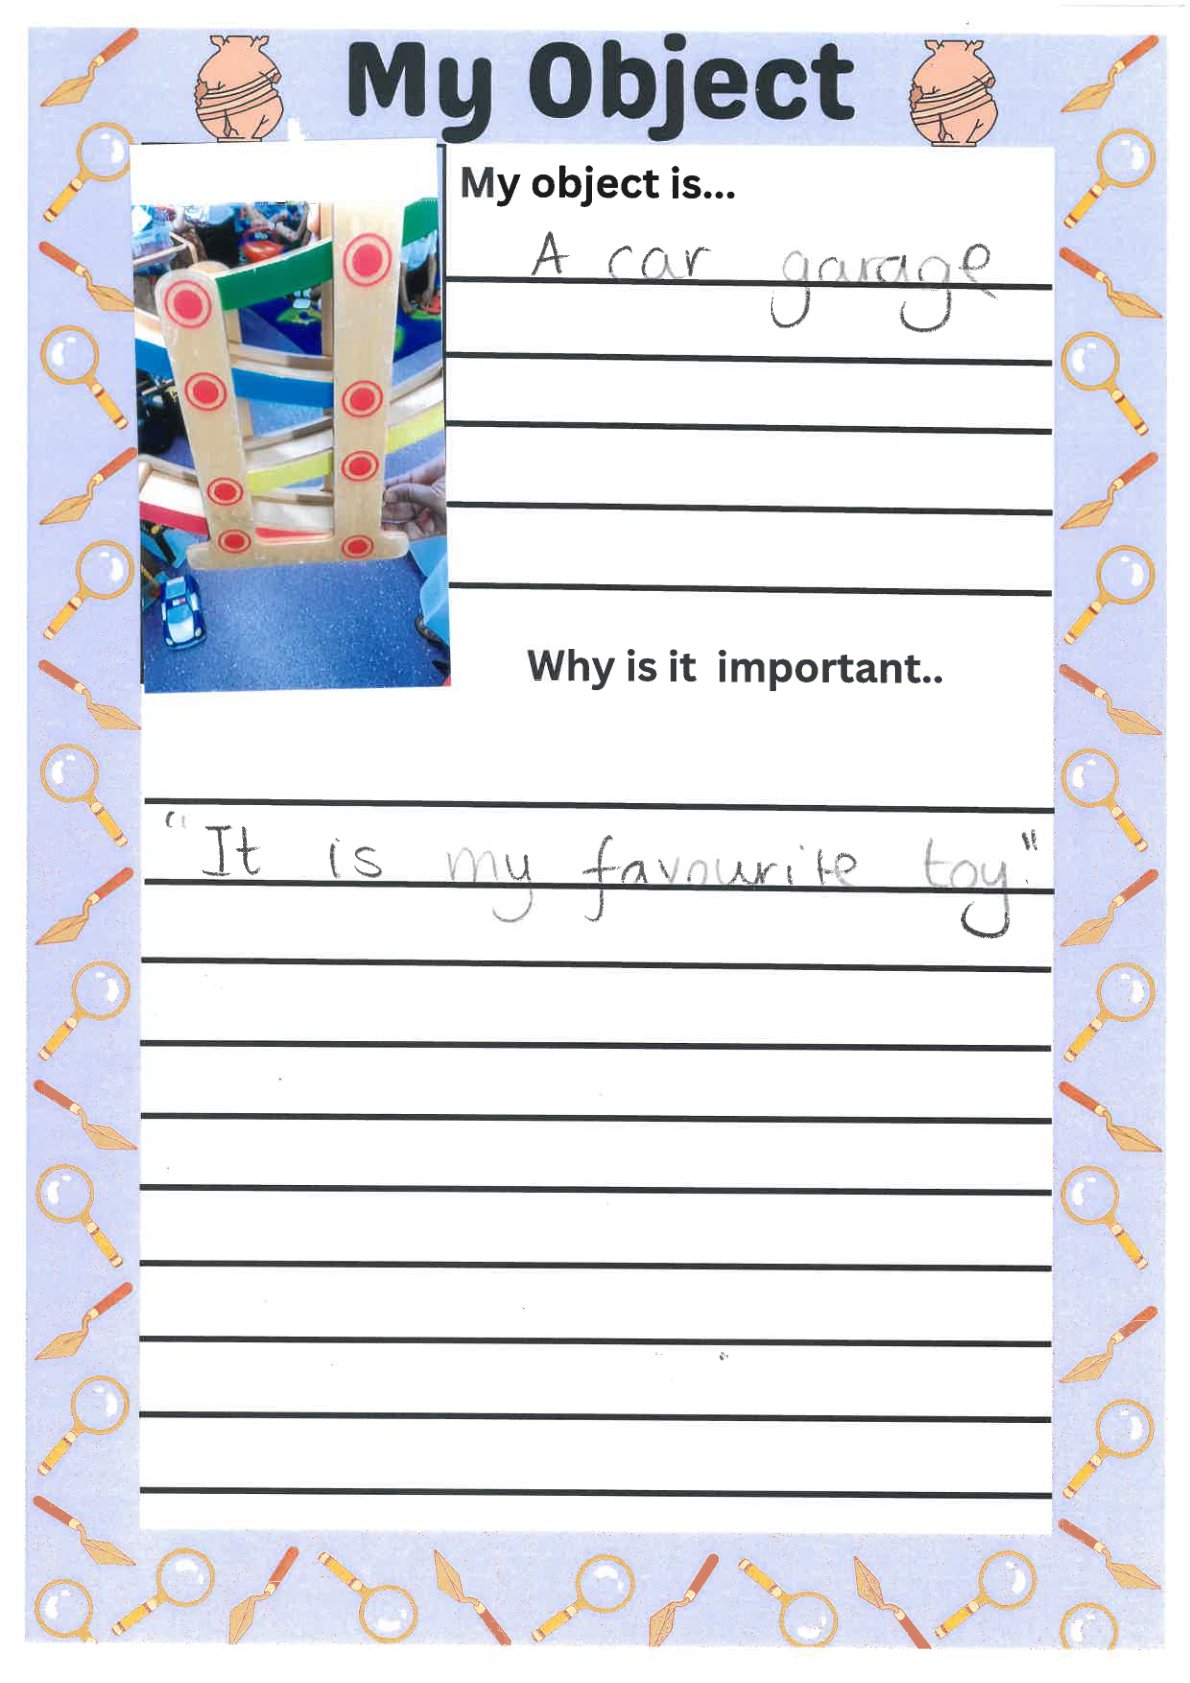 My Object
My object is...
A car garage
Why is it important..
"It is my favourite toy."